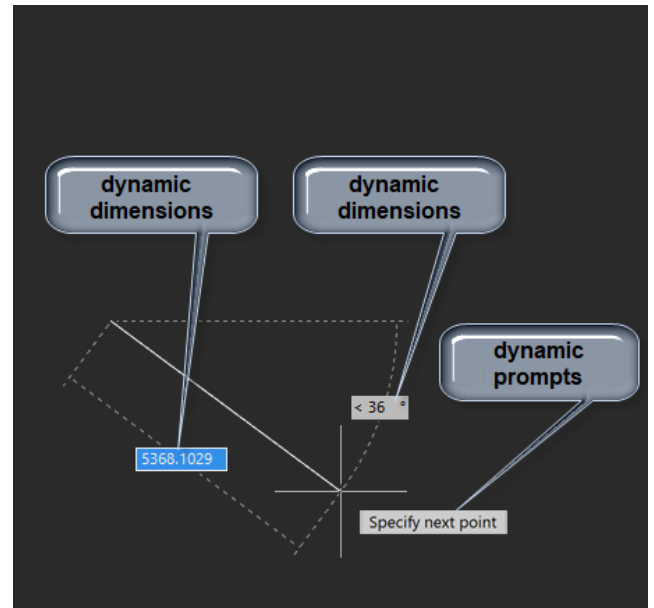 dynamic
dimensions
dynamic
dimensions
dynamic
prompts
< 36 °
5368.1029
Specify next point